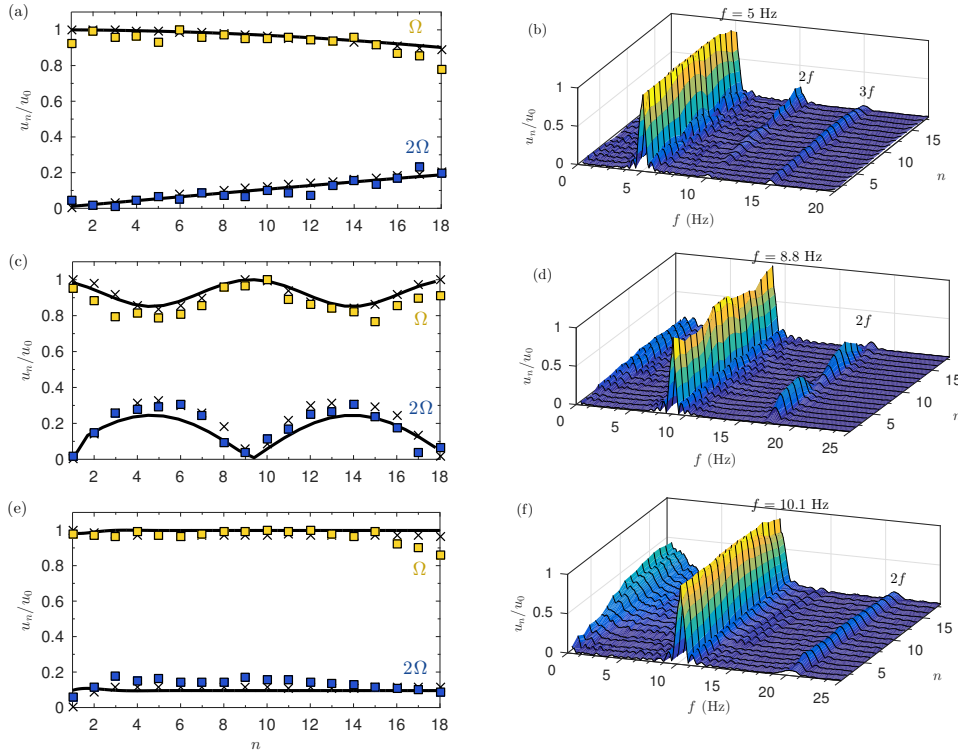 (a)
u_n/u_0
1
0.8
0.6
0.4
0.2
0
2 4 6 8 10 12 14 16 18
Ω
2Ω
(b)
f = 5 Hz
2f
3f
u_n/u_0
1
0.5
0
0 5 10 15 20
f (Hz)
5 10 15
n
(c)
u_n/u_0
1
0.8
0.6
0.4
0.2
0
2 4 6 8 10 12 14 16 18
Ω
2Ω
(d)
f = 8.8 Hz
2f
u_n/u_0
1
0.5
0
0 5 10 15 20 25
f (Hz)
5 10 15
n
(e)
u_n/u_0
1
0.8
0.6
0.4
0.2
0
2 4 6 8 10 12 14 16 18
n
Ω
2Ω
(f)
f = 10.1 Hz
2f
u_n/u_0
1
0.5
0
0 5 10 15 20 25
f (Hz)
5 10 15
n